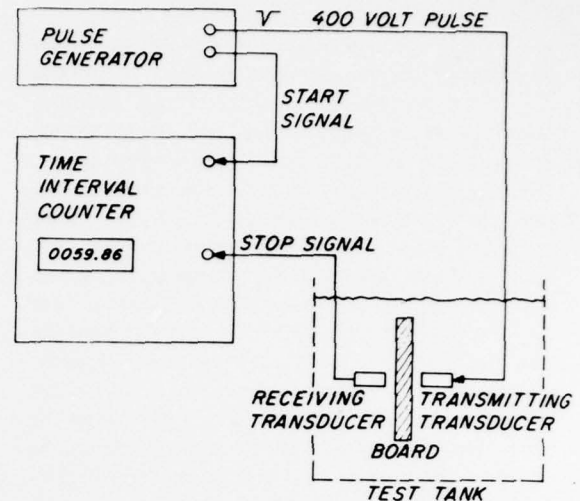 PULSE
GENERATOR
400 VOLT PULSE
START
SIGNAL
TIME
INTERVAL
COUNTER
0059.86
STOP SIGNAL
RECEIVING
TRANSDUCER
TRANSMITTING
TRANSDUCER
BOARD
TEST TANK